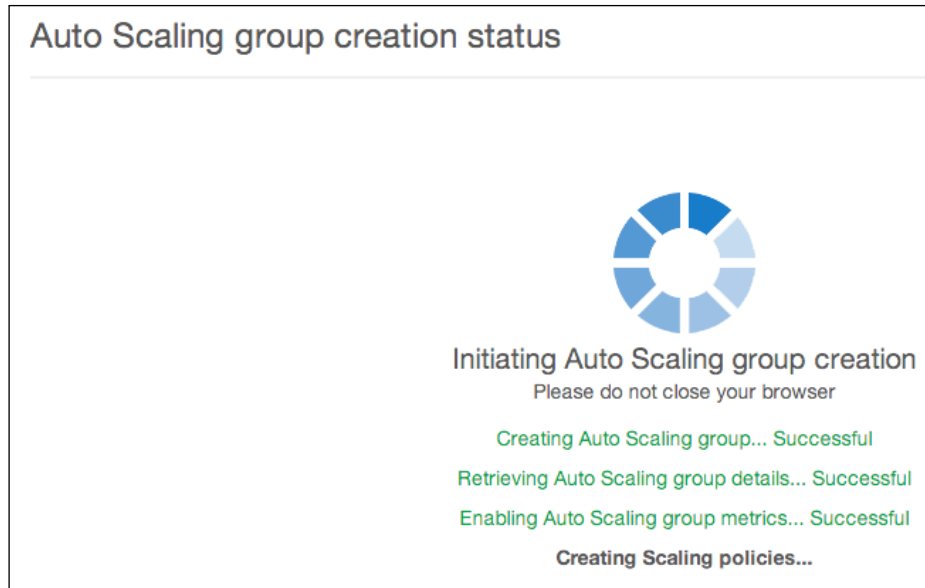 Auto Scaling group creation status
Initiating Auto Scaling group creation
Please do not close your browser
Creating Auto Scaling group... Successful
Retrieving Auto Scaling group details... Successful
Enabling Auto Scaling group metrics... Successful
Creating Scaling policies...